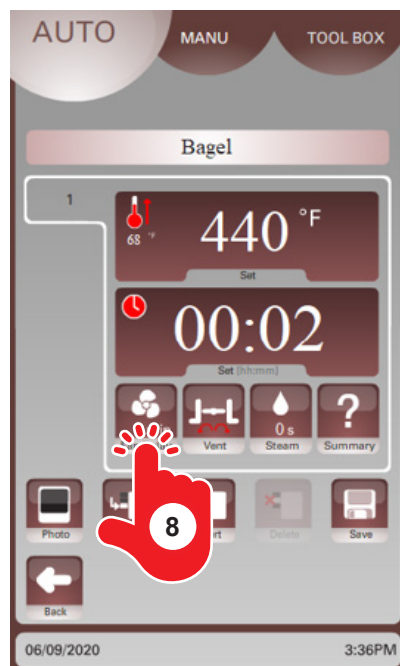 AUTO MANU TOOL BOX
Bagel
1
68 °F
440 °F
Set
00:02
Set (hh:mm)
Vent
0 s
Steam
?
Summary
8
Photo
Delete
Save
Back
06/09/2020 3:36PM